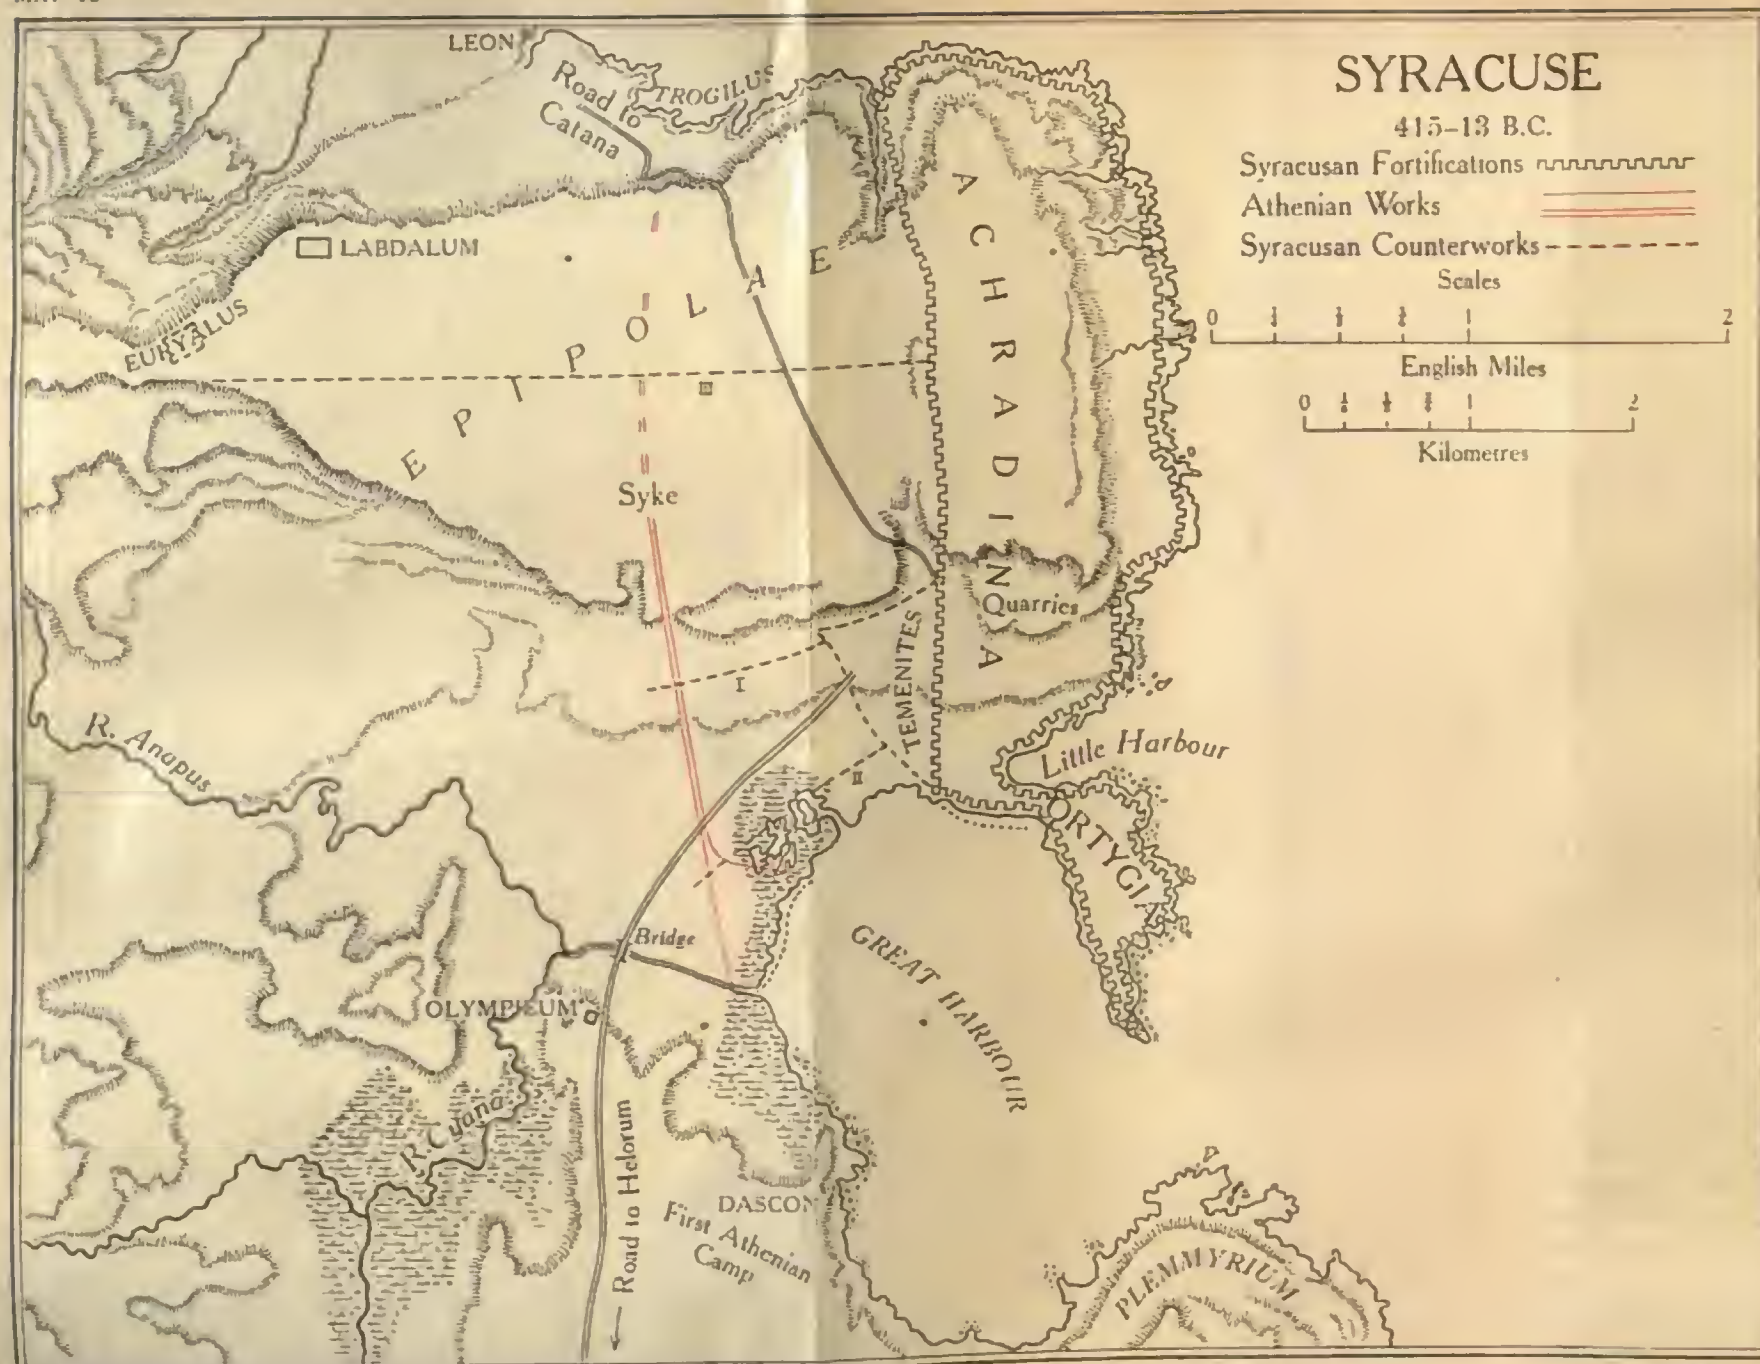 SYRACUSE
415-13 B.C.
Syracusan Fortifications
Athenian Works
Syracusan Counterworks
Scales
0 1 2
English Miles
0 1 2
Kilometres
LEON
Road to
Catana
TROGILUS
LABDALUM
EURYALUS
EPIPOLAE
ACHRADINA
III
Syke
Quarries
TEMENITES
I
II
R. Anapus
Little Harbour
ORTYGIA
Bridge
GREAT HARBOUR
OLYMPIEUM
R. Cyana
Road to Helorum
DASCON
First Athenian
Camp
PLEMMYRIUM